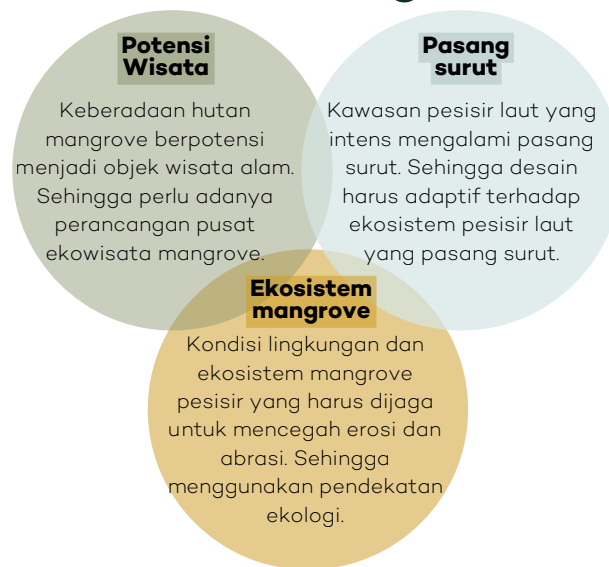 Potensi
Wisata
Keberadaan hutan
mangrove berpotensi
menjadi objek wisata alam.
Sehingga perlu adanya
perancangan pusat
ekowisata mangrove.
Pasang
surut
Kawasan pesisir laut yang
intens mengalami pasang
surut. Sehingga desain
harus adaptif terhadap
ekosistem pesisir laut
yang pasang surut.
Ekosistem
mangrove
Kondisi lingkungan dan
ekosistem mangrove
pesisir yang harus dijaga
untuk mencegah erosi dan
abrasi. Sehingga
menggunakan pendekatan
ekologi.